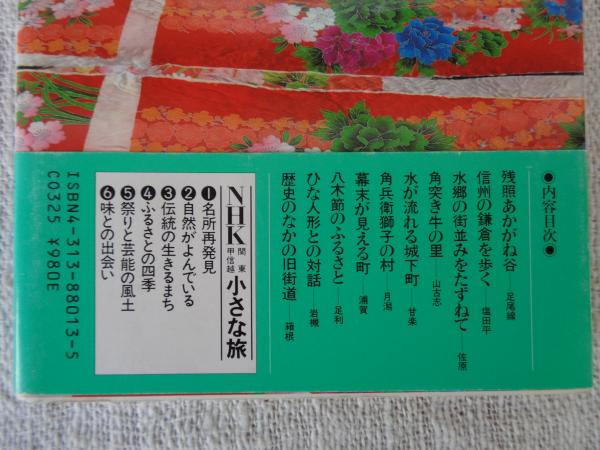 ●内容目次●
残照あかがね谷——足尾線
信州の鎌倉を歩く——塩田平
水郷の街並みをたずねて——佐原
角突き牛の里——山古志
水が流れる城下町——甘楽
角兵衛獅子の村——月潟
幕末が見える町——浦賀
八木節のふるさと——足利
ひな人形との対話——岩槻
歴史のなかの旧街道——箱根
NHK 関東甲信越 小さな旅
❶名所再発見
❷自然がよんでいる
❸伝統の生きるまち
❹ふるさとの四季
❺祭りと芸能の風土
❻味との出会い
ISBN4-313-88013-5
C0325 ¥980E